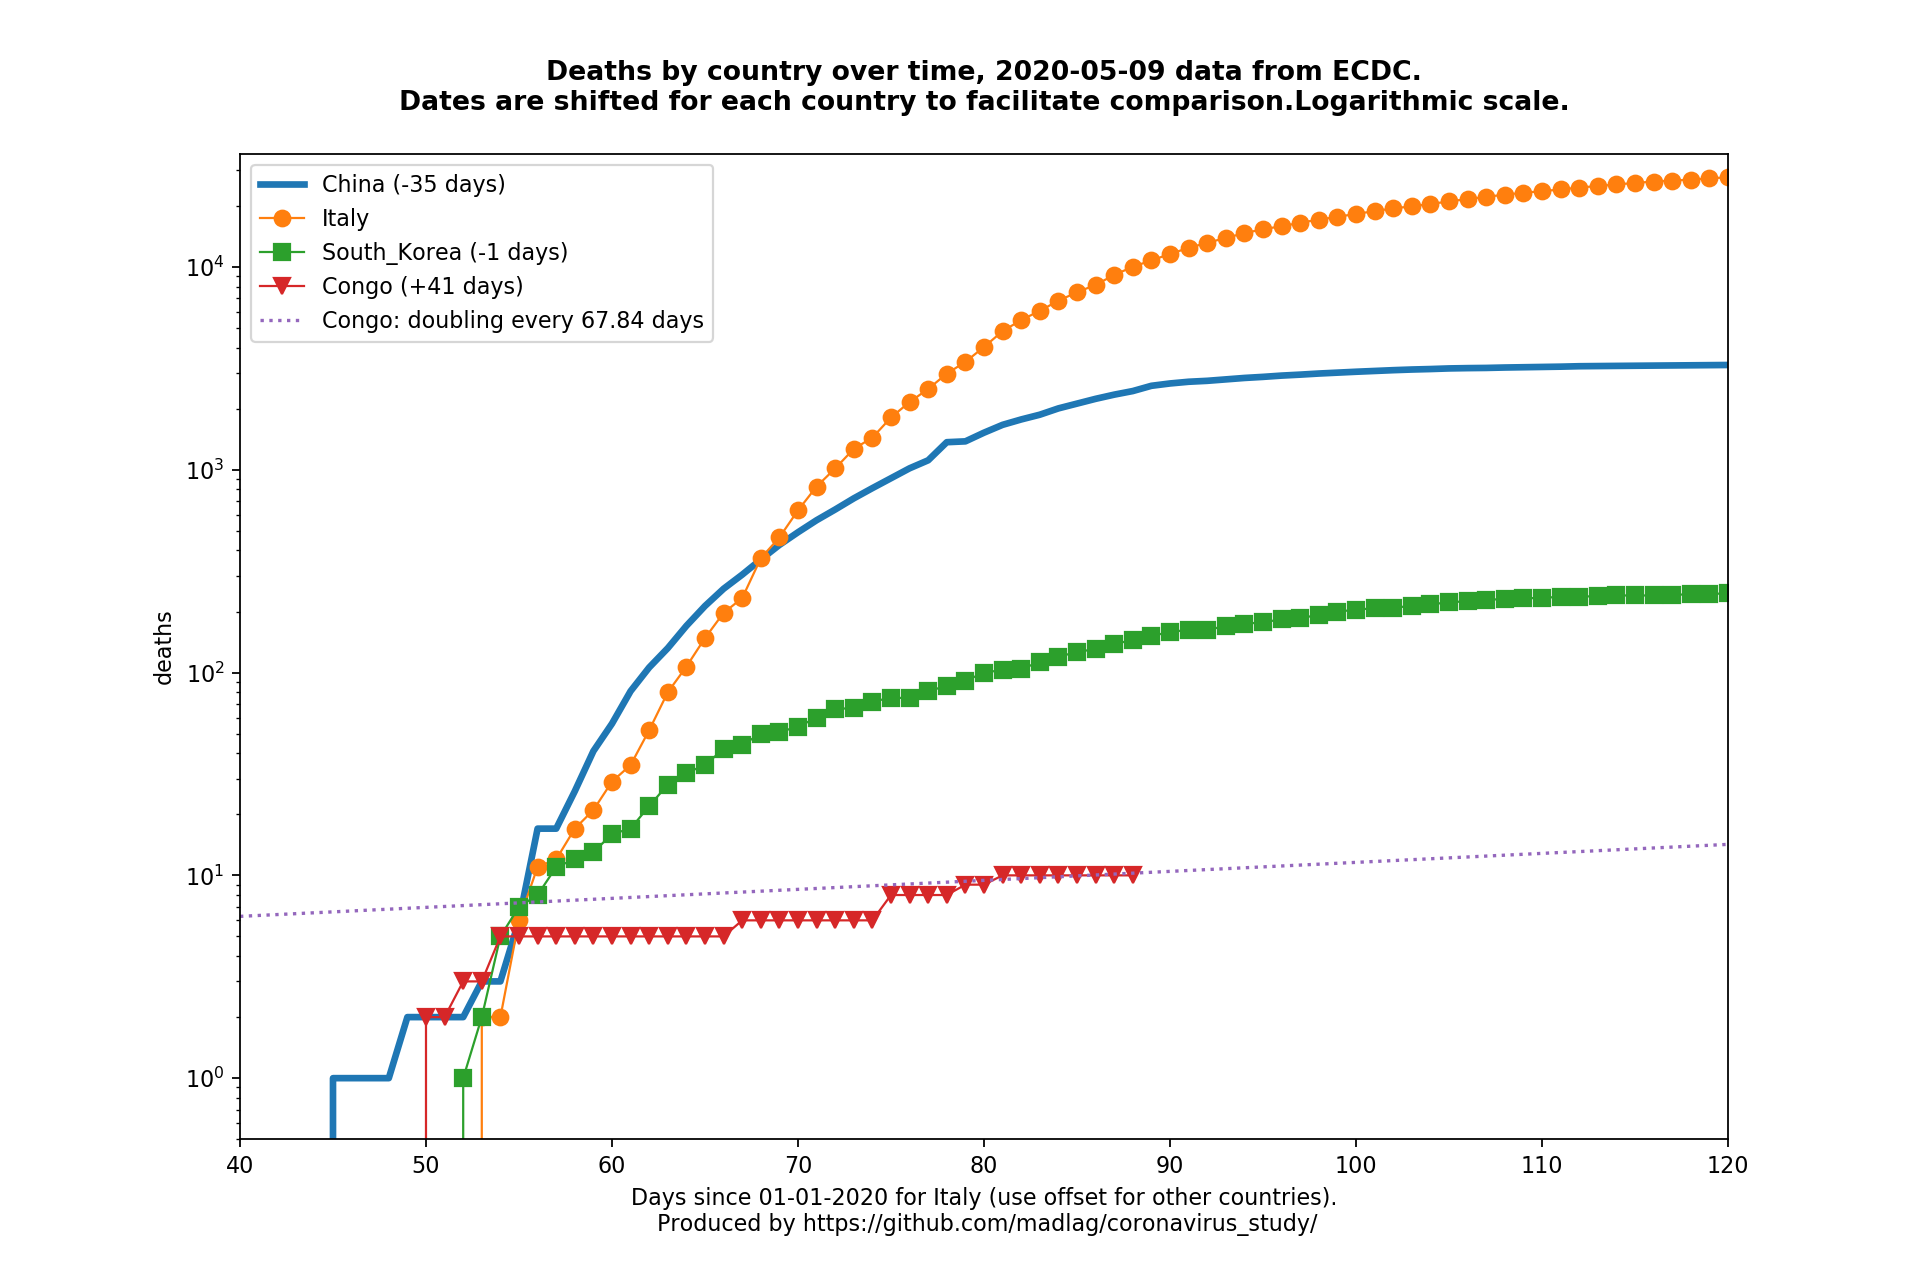 Deaths by country over time, 2020-05-09 data from ECDC.
Dates are shifted for each country to facilitate comparison.Logarithmic scale.
China (-35 days)
Italy
South_Korea (-1 days)
Congo (+41 days)
Congo: doubling every 67.84 days
deaths
10⁴
10³
10²
10¹
10⁰
40 50 60 70 80 90 100 110 120
Days since 01-01-2020 for Italy (use offset for other countries).
Produced by https://github.com/madlag/coronavirus_study/